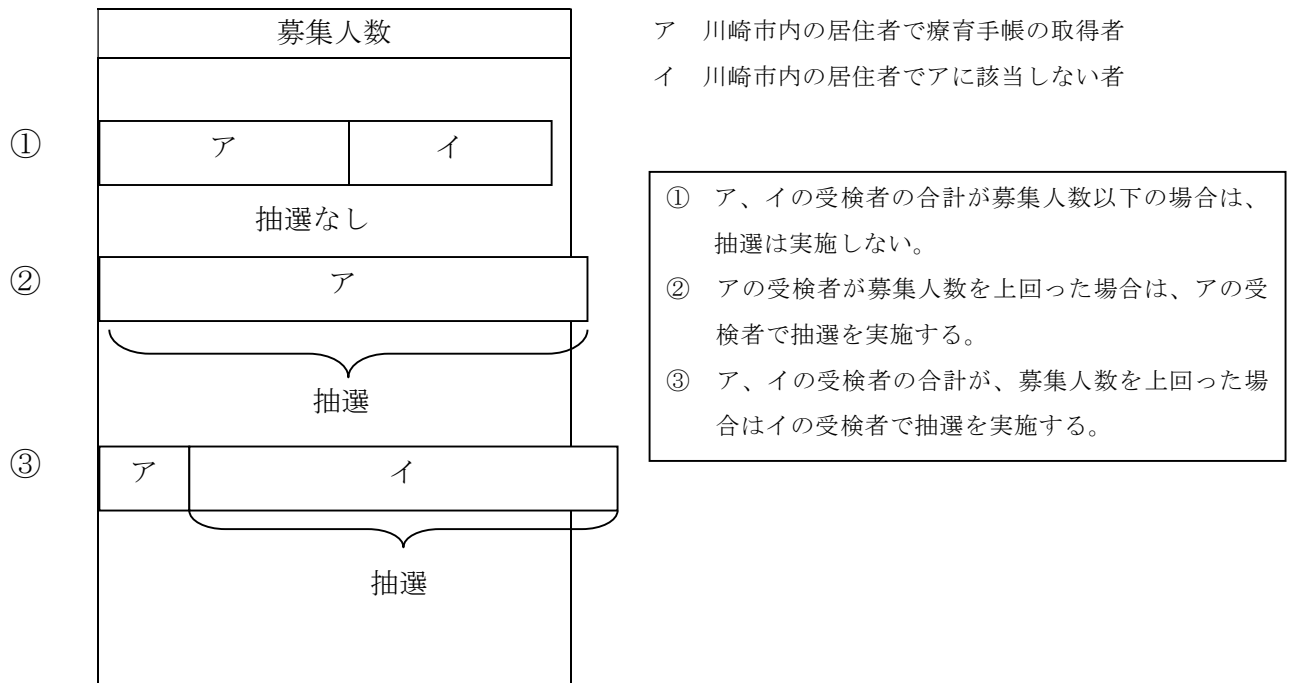 募集人数
ア　川崎市内の居住者で療育手帳の取得者
イ　川崎市内の居住者でアに該当しない者
①
ア
イ
抽選なし
②
ア
抽選
③
ア
イ
抽選
①　ア、イの受検者の合計が募集人数以下の場合は、
抽選は実施しない。
②　アの受検者が募集人数を上回った場合は、アの受
検者で抽選を実施する。
③　ア、イの受検者の合計が、募集人数を上回った場
合はイの受検者で抽選を実施する。